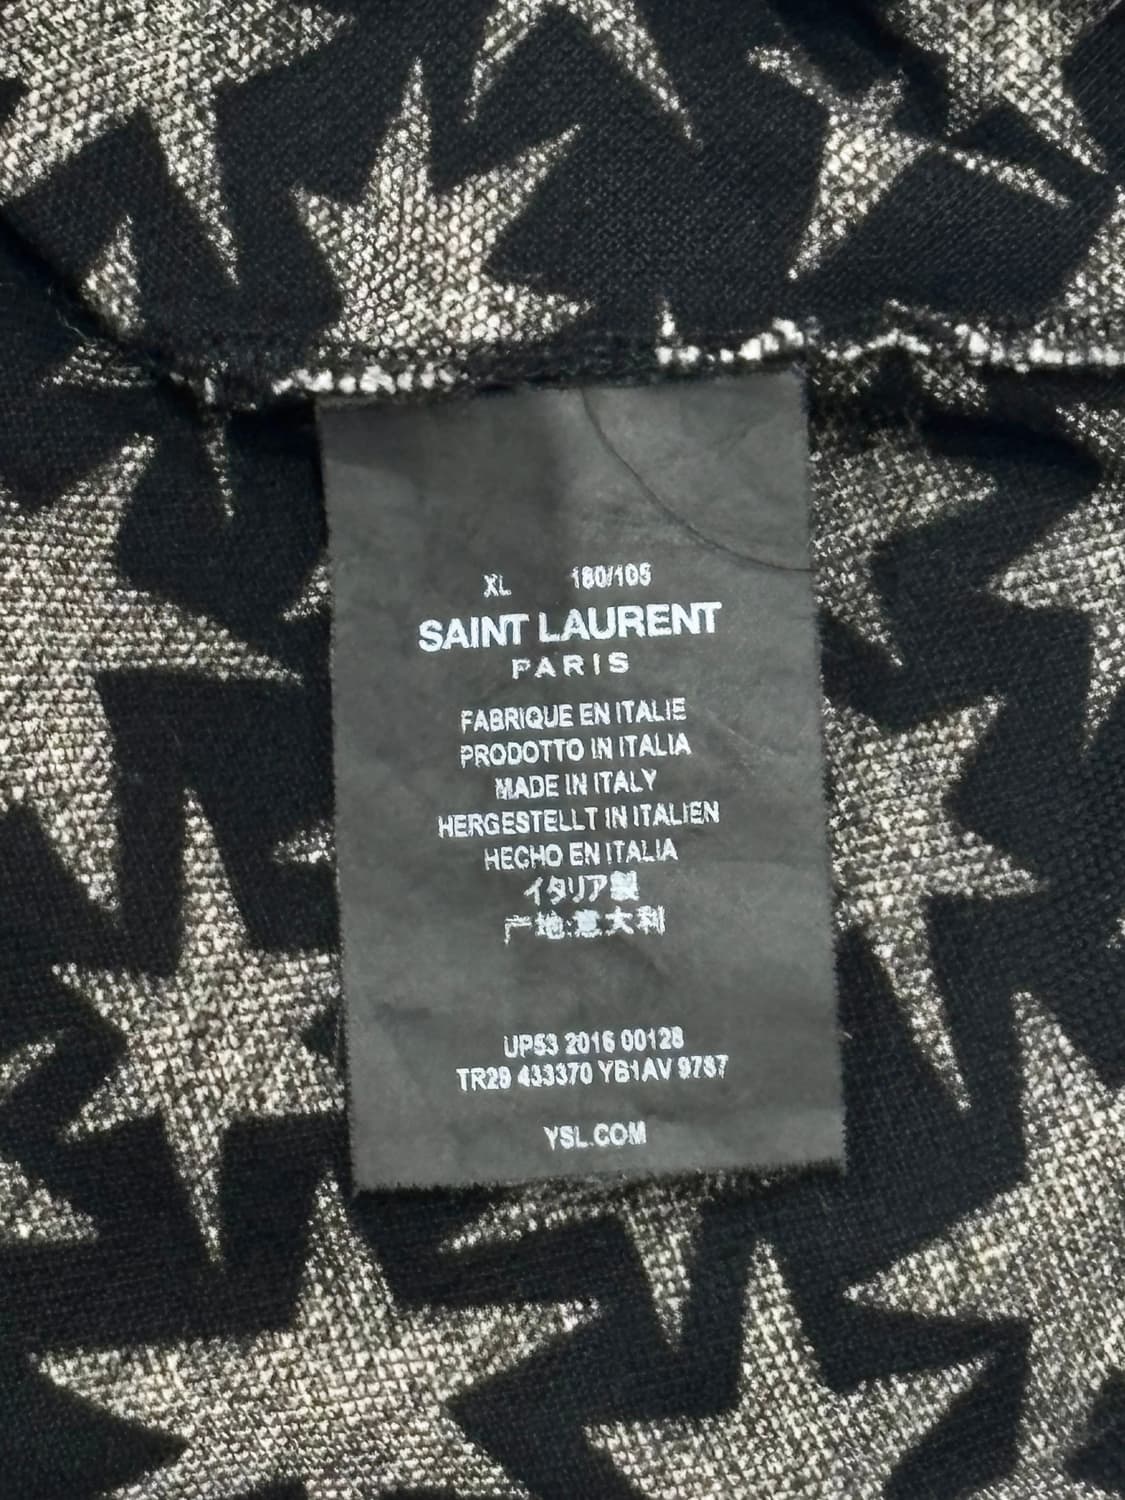 XL 180/105
SAINT LAURENT
PARIS
FABRIQUE EN ITALIE
PRODOTTO IN ITALIA
MADE IN ITALY
HERGESTELLT IN ITALIEN
HECHO EN ITALIA
イタリア製
产地:意大利
UP53 2016 00128
TR29 433370 YB1AV 9787
YSL.COM